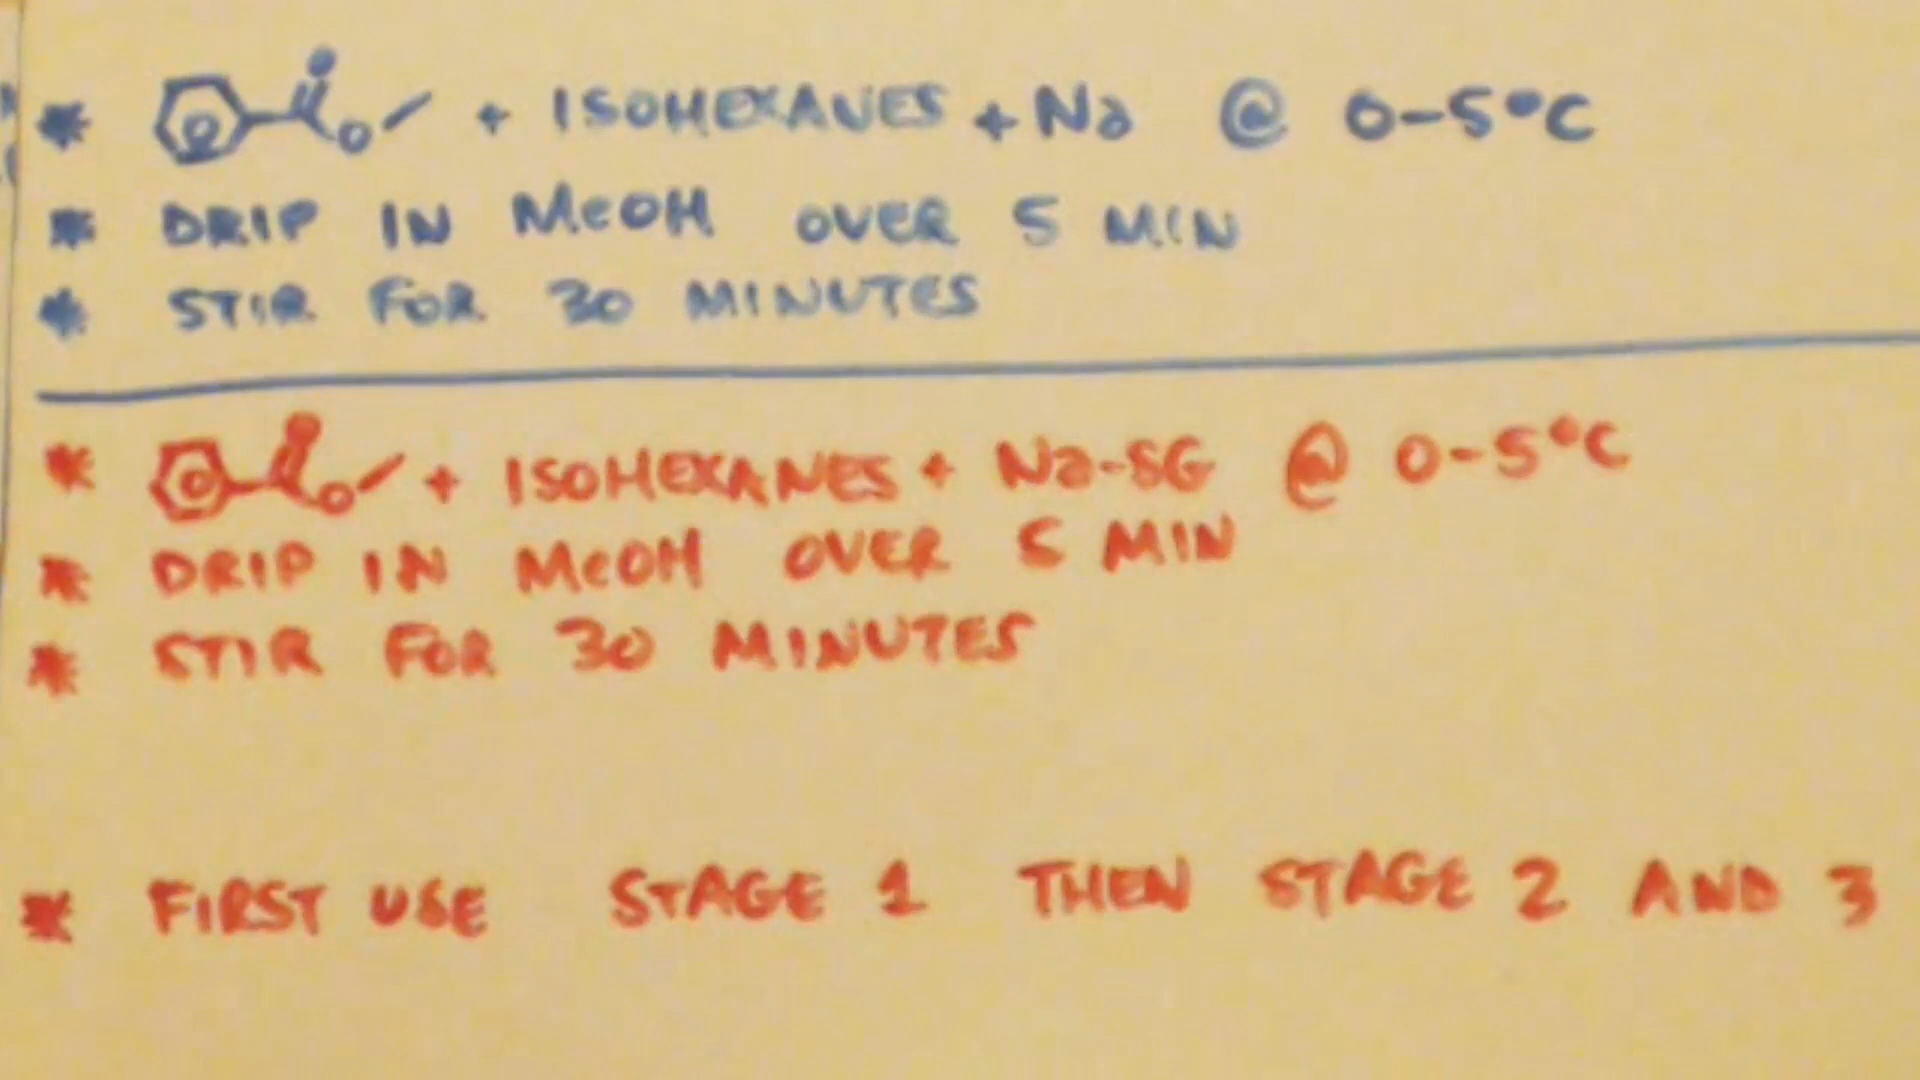 * O + ISOHEXANES + Na @ 0-5°C
* DRIP IN MeOH OVER 5 MIN
* STIR FOR 30 MINUTES
* O + ISOHEXANES + Na-SG @ 0-5°C
* DRIP IN MeOH OVER 5 MIN
* STIR FOR 30 MINUTES
* FIRST USE STAGE 1 THEN STAGE 2 AND 3